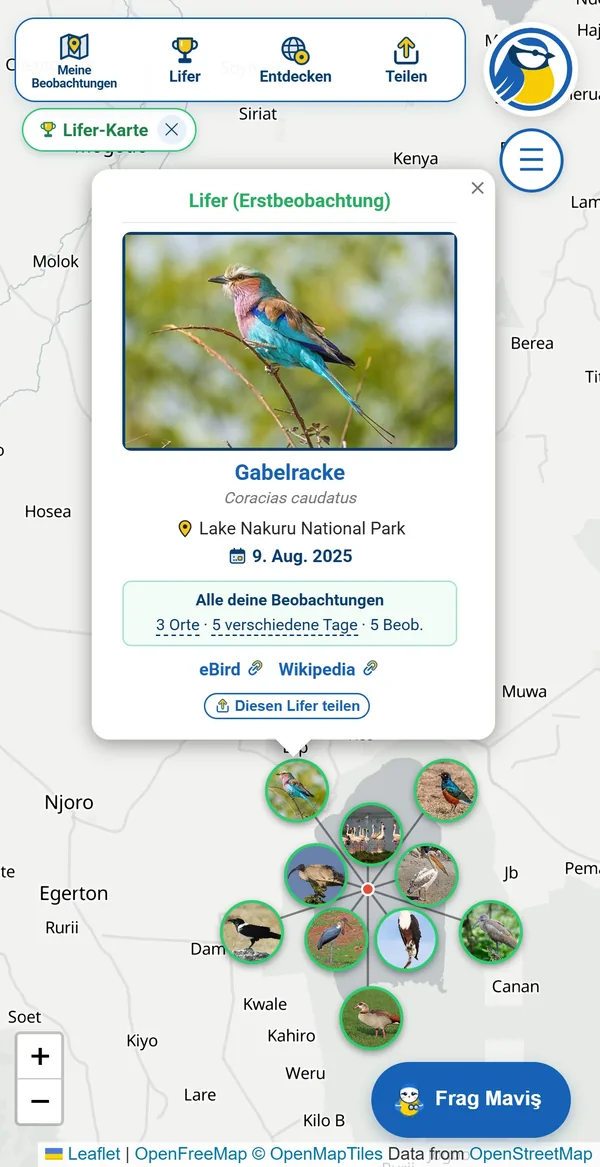 Meine
Beobachtungen
Lifer
Entdecken
Teilen
Lifer-Karte
Siriat
Kenya
Molok
Berea
Hosea
Lifer (Erstbeobachtung)
Gabelracke
Coracias caudatus
Lake Nakuru National Park
9. Aug. 2025
Alle deine Beobachtungen
3 Orte · 5 verschiedene Tage · 5 Beob.
eBird Wikipedia
Diesen Lifer teilen
Muwa
Njoro
Jb
Egerton
Rurii
Canan
Soet
Kwale
Kiyo
Kahiro
Weru
Lare
Kilo B
+
−
Frag Maviş
Leaflet | OpenFreeMap © OpenMapTiles Data from OpenStreetMap